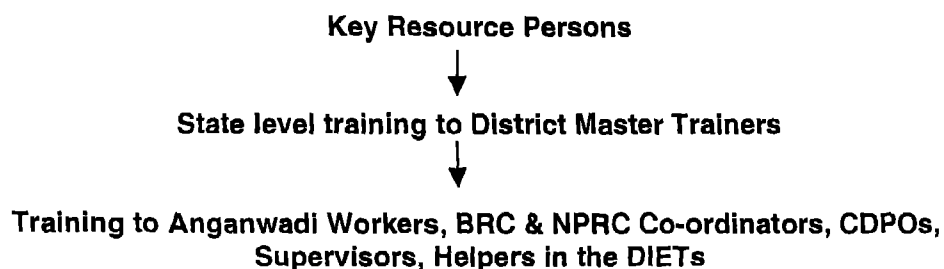 Key Resource Persons
State level training to District Master Trainers
Training to Anganwadi Workers, BRC & NPRC Co-ordinators, CDPOs,
Supervisors, Helpers in the DIETs